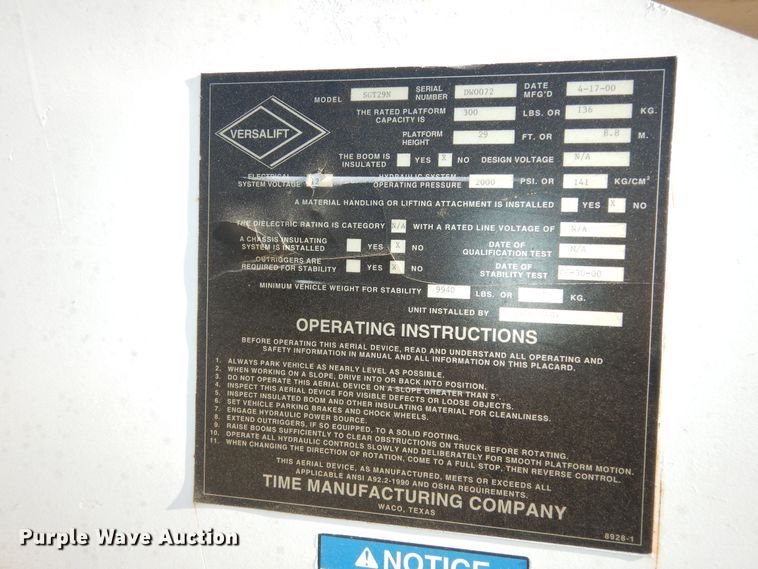 VERSALIFT
MODEL SGT29N SERIAL NUMBER DW0072 DATE MFG'D 4-17-00
THE RATED PLATFORM CAPACITY IS 300 LBS. OR 136 KG.
PLATFORM HEIGHT 29 FT. OR 8.8 M.
THE BOOM IS INSULATED YES X NO DESIGN VOLTAGE N/A
ELECTRICAL SYSTEM VOLTAGE 12 HYDRAULIC SYSTEM OPERATING PRESSURE 2000 PSI. OR 141 KG/CM²
A MATERIAL HANDLING OR LIFTING ATTACHMENT IS INSTALLED YES X NO
THE DIELECTRIC RATING IS CATEGORY N/A WITH A RATED LINE VOLTAGE OF N/A
A CHASSIS INSULATING SYSTEM IS INSTALLED YES X NO DATE OF QUALIFICATION TEST N/A
OUTRIGGERS ARE REQUIRED FOR STABILITY YES X NO DATE OF STABILITY TEST -30-00
MINIMUM VEHICLE WEIGHT FOR STABILITY 9940 LBS. OR KG.
UNIT INSTALLED BY
OPERATING INSTRUCTIONS
BEFORE OPERATING THIS AERIAL DEVICE, READ AND UNDERSTAND ALL OPERATING AND
SAFETY INFORMATION IN MANUAL AND ALL INFORMATION ON THIS PLACARD.
1. ALWAYS PARK VEHICLE AS NEARLY LEVEL AS POSSIBLE.
2. WHEN WORKING ON A SLOPE, DRIVE INTO OR BACK INTO POSITION.
3. DO NOT OPERATE THIS AERIAL DEVICE ON A SLOPE GREATER THAN 5°.
4. INSPECT THIS AERIAL DEVICE FOR VISIBLE DEFECTS OR LOOSE OBJECTS.
5. INSPECT INSULATED BOOM AND OTHER INSULATING MATERIAL FOR CLEANLINESS.
6. SET VEHICLE PARKING BRAKES AND CHOCK WHEELS.
7. ENGAGE HYDRAULIC POWER SOURCE.
8. EXTEND OUTRIGGERS, IF SO EQUIPPED, TO A SOLID FOOTING.
9. RAISE BOOMS SUFFICIENTLY TO CLEAR OBSTRUCTIONS ON TRUCK BEFORE ROTATING.
10. OPERATE ALL HYDRAULIC CONTROLS SLOWLY AND DELIBERATELY FOR SMOOTH PLATFORM MOTION.
11. WHEN CHANGING THE DIRECTION OF ROTATION, COME TO A FULL STOP, THEN REVERSE CONTROL.
THIS AERIAL DEVICE, AS MANUFACTURED, MEETS OR EXCEEDS ALL
APPLICABLE ANSI A92.2-1990 AND OSHA REQUIREMENTS.
TIME MANUFACTURING COMPANY
WACO, TEXAS
8928-1
NOTICE
Purple Wave Auction
Purple Wave Auction